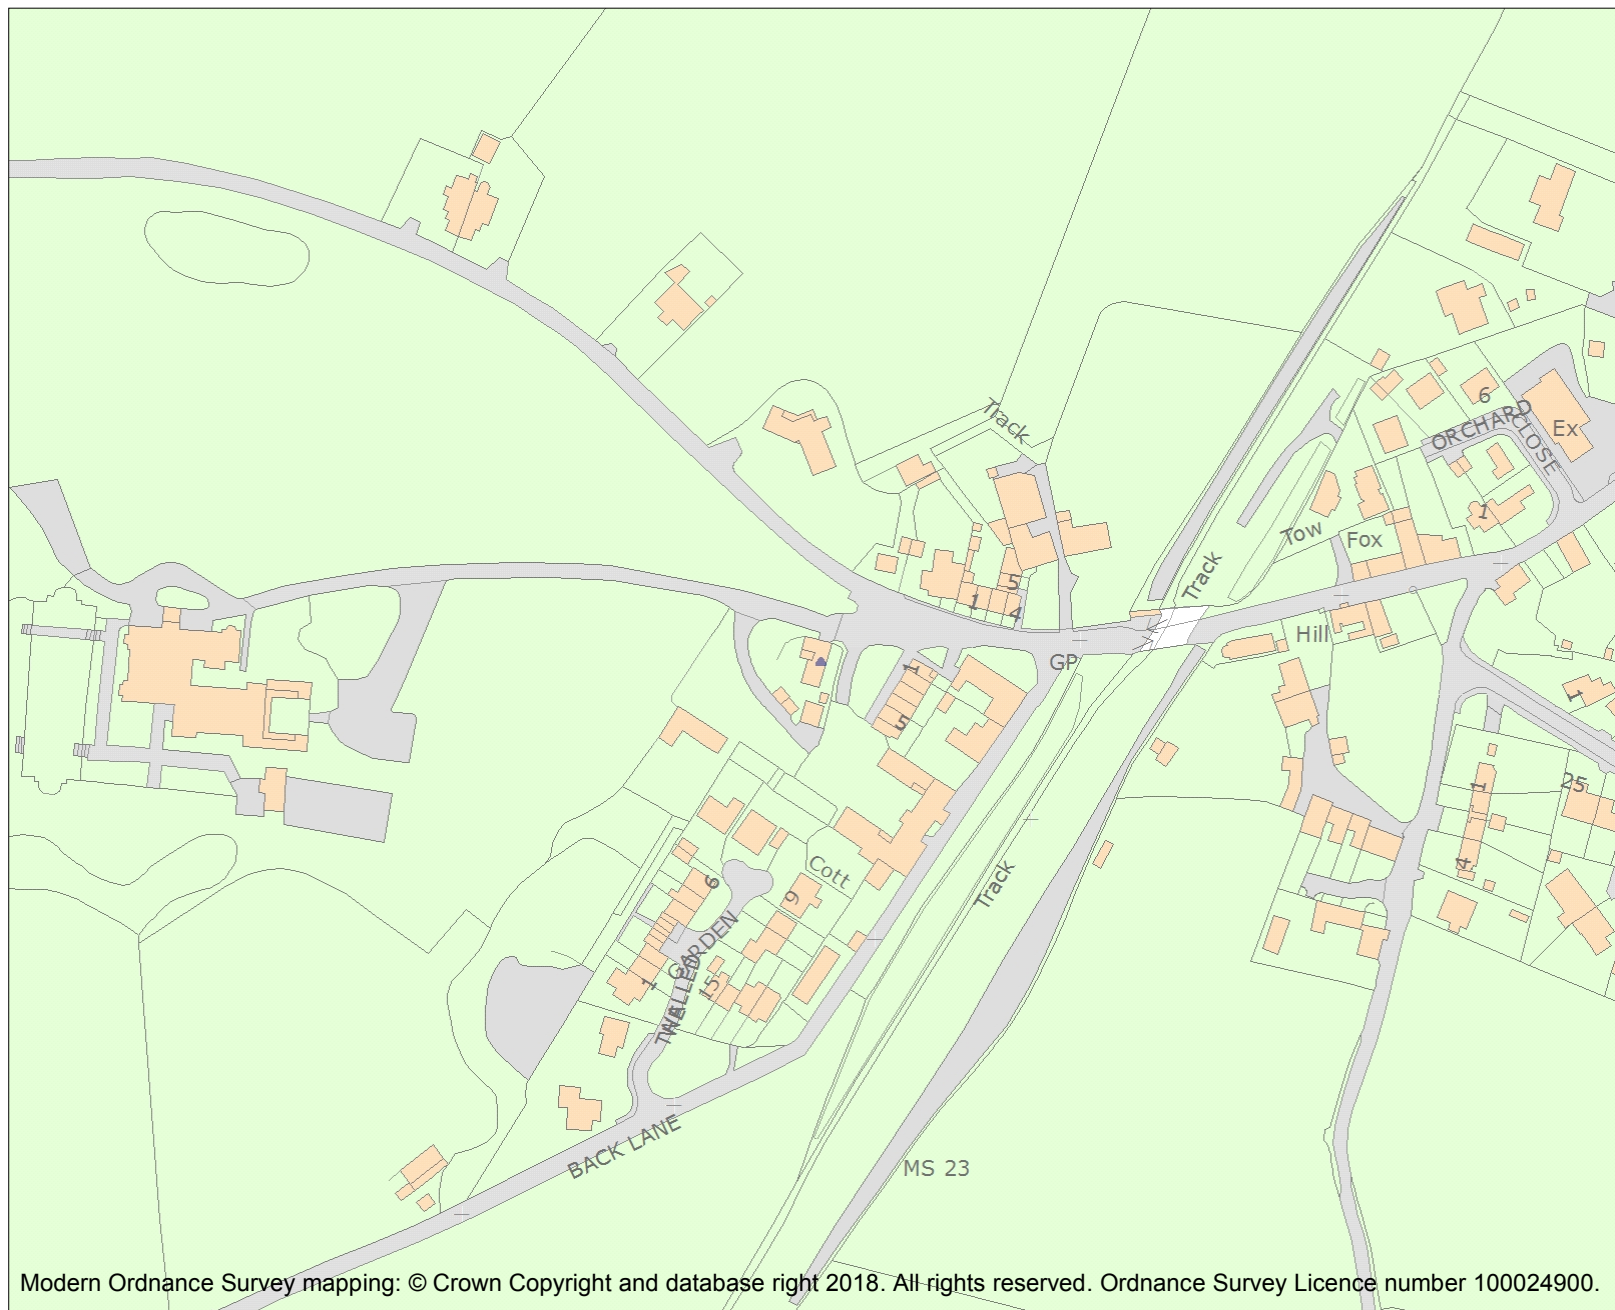 Track
6
ORCHARD
CLOSE
Ex
1
Tow
Fox
Track
5
1
4
Hill
GP
1
5
1
1
25
4
Cott
6
9
Track
THE WALLED
GARDEN
1
15
BACK LANE
MS 23
Modern Ordnance Survey mapping: © Crown Copyright and database right 2018. All rights reserved. Ordnance Survey Licence number 100024900.